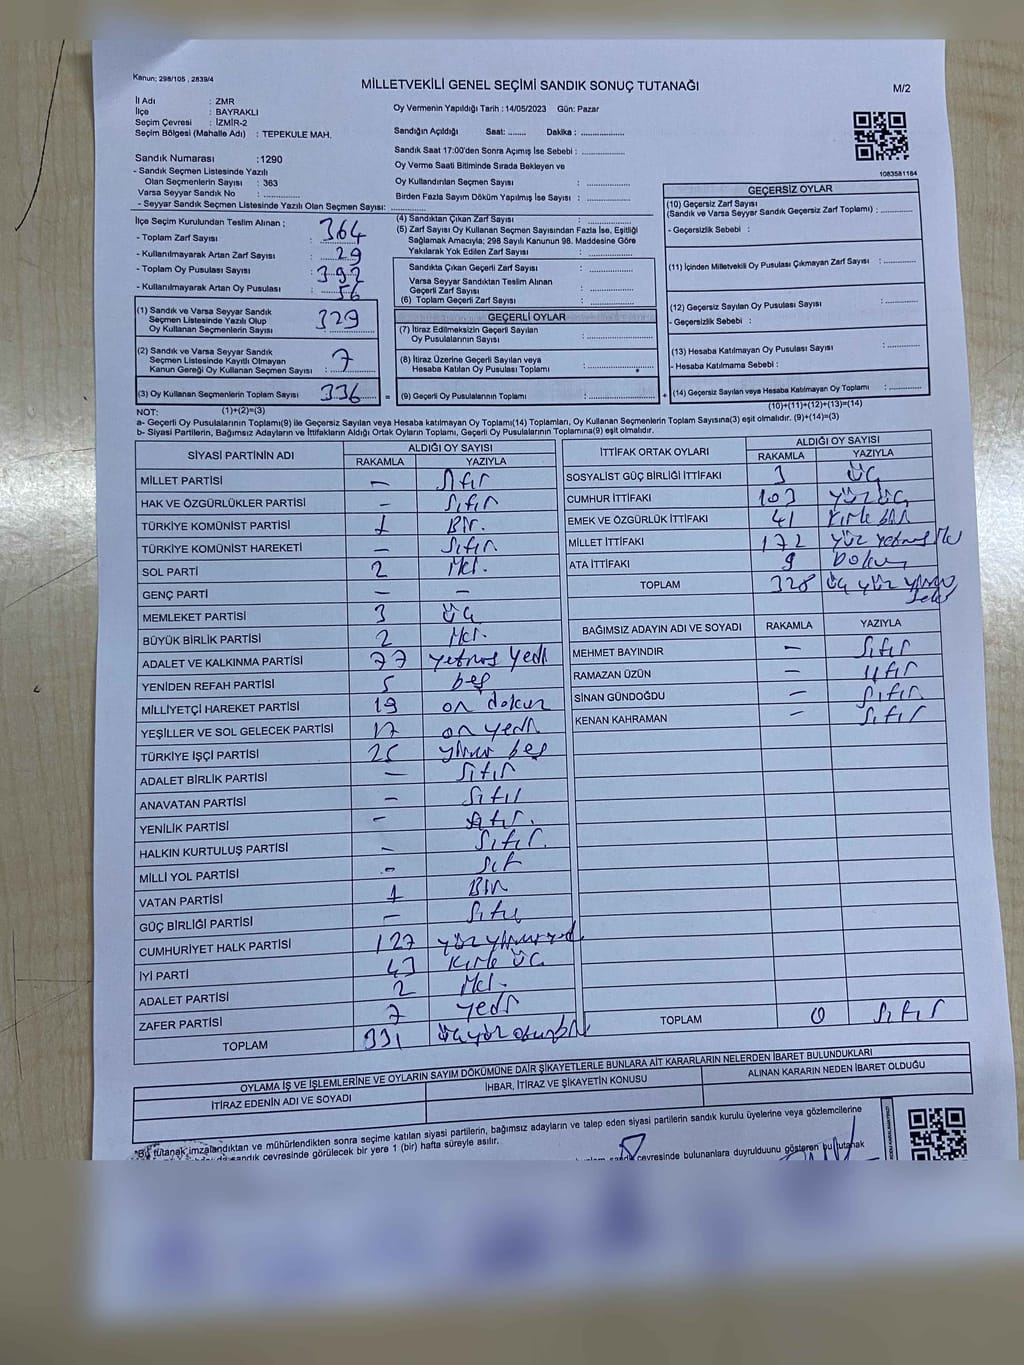 Kanun: 298/105 , 2839/4
MİLLETVEKİLİ GENEL SEÇİMİ SANDIK SONUÇ TUTANAĞI
M/2
İl Adı : ZMR
İlçe : BAYRAKLI
Seçim Çevresi : İZMİR-2
Seçim Bölgesi (Mahalle Adı) : TEPEKULE MAH.
Sandık Numarası :1290
- Sandık Seçmen Listesinde Yazılı
Olan Seçmenlerin Sayısı : 363
Varsa Seyyar Sandık No : ..............
- Seyyar Sandık Seçmen Listesinde Yazılı Olan Seçmen Sayısı: ..............
Oy Vermenin Yapıldığı Tarih : 14/05/2023 Gün: Pazar
Sandığın Açıldığı Saat: ....... Dakika : ..............
Sandık Saat 17:00'den Sonra Açımış İse Sebebi : ..............
Oy Verme Saati Bitiminde Sırada Bekleyen ve
Oy Kullandırılan Seçmen Sayısı : ..............
Birden Fazla Sayım Döküm Yapılmış İse Sayısı : ..............
1083581184
İlçe Seçim Kurulundan Teslim Alınan ;
- Toplam Zarf Sayısı : 364
- Kullanılmayarak Artan Zarf Sayısı : 29
- Toplam Oy Pusulası Sayısı : 392
- Kullanılmayarak Artan Oy Pusulası : 56
(1) Sandık ve Varsa Seyyar Sandık
Seçmen Listesinde Yazılı Olup
Oy Kullanan Seçmenlerin Sayısı : 329
(2) Sandık ve Varsa Seyyar Sandık
Seçmen Listesinde Kayıtlı Olmayan
Kanun Gereği Oy Kullanan Seçmen Sayısı : 7
(3) Oy Kullanan Seçmenlerin Toplam Sayısı : 336
(4) Sandıktan Çıkan Zarf Sayısı : ..............
(5) Zarf Sayısı Oy Kullanan Seçmen Sayısından Fazla İse, Eşitliği
Sağlamak Amacıyla; 298 Sayılı Kanunun 98. Maddesine Göre
Yakılarak Yok Edilen Zarf Sayısı : ..............
Sandıkta Çıkan Geçerli Zarf Sayısı : ..............
Varsa Seyyar Sandıktan Teslim Alınan
Geçerli Zarf Sayısı : ..............
(6) Toplam Geçerli Zarf Sayısı : ..............
GEÇERLİ OYLAR
(7) İtiraz Edilmeksizin Geçerli Sayılan
Oy Pusulalarının Sayısı : ..............
(8) İtiraz Üzerine Geçerli Sayılan veya
Hesaba Katılan Oy Pusulası Toplamı : ..............
= (9) Geçerli Oy Pusulalarının Toplamı : ..............
GEÇERSİZ OYLAR
(10) Geçersiz Zarf Sayısı
(Sandık ve Varsa Seyyar Sandık Geçersiz Zarf Toplamı) : ..............
- Geçersizlik Sebebi :
(11) İçinden Milletvekili Oy Pusulası Çıkmayan Zarf Sayısı : ..............
(12) Geçersiz Sayılan Oy Pusulası Sayısı : ..............
- Geçersizlik Sebebi :
(13) Hesaba Katılmayan Oy Pusulası Sayısı : ..............
- Hesaba Katılmama Sebebi :
+ (14) Geçersiz Sayılan veya Hesaba Katılmayan Oy Toplamı : ..............
NOT: (1)+(2)=(3) (10)+(11)+(12)+(13)=(14)
a- Geçerli Oy Pusulalarının Toplamı(9) ile Geçersiz Sayılan veya Hesaba katılmayan Oy Toplamı(14) Toplamları, Oy Kullanan Seçmenlerin Toplam Sayısına(3) eşit olmalıdır. (9)+(14)=(3)
b- Siyasi Partilerin, Bağımsız Adayların ve İttifakların Aldığı Ortak Oyların Toplamı, Geçerli Oy Pusulalarının Toplamına(9) eşit olmalıdır.
SİYASİ PARTİNİN ADI ALDIĞI OY SAYISI
RAKAMLA YAZIYLA
MİLLET PARTİSİ — Sıfır
HAK VE ÖZGÜRLÜKLER PARTİSİ — Sıfır
TÜRKİYE KOMÜNİST PARTİSİ 1 Bir.
TÜRKİYE KOMÜNİST HAREKETİ — Sıfır
SOL PARTİ 2 İki.
GENÇ PARTİ — —
MEMLEKET PARTİSİ 3 ÜÇ
BÜYÜK BİRLİK PARTİSİ 2 İki.
ADALET VE KALKINMA PARTİSİ 77 yetmiş yedi
YENİDEN REFAH PARTİSİ 5 beş
MİLLİYETÇİ HAREKET PARTİSİ 19 on dokuz
YEŞİLLER VE SOL GELECEK PARTİSİ 17 on yedi
TÜRKİYE İŞÇİ PARTİSİ 25 yirmi beş
ADALET BİRLİK PARTİSİ — Sıfır
ANAVATAN PARTİSİ — Sıfır
YENİLİK PARTİSİ — Sıfır.
HALKIN KURTULUŞ PARTİSİ — Sıfır.
MİLLİ YOL PARTİSİ —
VATAN PARTİSİ 1 Bir
GÜÇ BİRLİĞİ PARTİSİ — Sıfır
CUMHURİYET HALK PARTİSİ 127 yüz yirmi yedi
İYİ PARTİ 43 Kırk üç
ADALET PARTİSİ 2 İki.
ZAFER PARTİSİ 7 yedi
TOPLAM 331 üç yüz otuz bir
İTTİFAK ORTAK OYLARI ALDIĞI OY SAYISI
RAKAMLA YAZIYLA
SOSYALİST GÜÇ BİRLİĞİ İTTİFAKI 3 ÜÇ
CUMHUR İTTİFAKI 103 yüz üç
EMEK VE ÖZGÜRLÜK İTTİFAKI 41 Kırk bir
MİLLET İTTİFAKI 172 yüz yetmiş iki
ATA İTTİFAKI 9 Dokuz
TOPLAM 328 üç yüz yirmi sekiz
BAĞIMSIZ ADAYIN ADI VE SOYADI RAKAMLA YAZIYLA
MEHMET BAYINDIR — Sıfır
RAMAZAN ÜZÜN — Sıfır
SİNAN GÜNDOĞDU — Sıfır
KENAN KAHRAMAN — Sıfır
TOPLAM 0 Sıfır
OYLAMA İŞ VE İŞLEMLERİNE VE OYLARIN SAYIM DÖKÜMÜNE DAİR ŞİKAYETLERLE BUNLARA AİT KARARLARIN NELERDEN İBARET BULUNDUKLARI
İTİRAZ EDENİN ADI VE SOYADI İHBAR, İTİRAZ VE ŞİKAYETİN KONUSU ALINAN KARARIN NEDEN İBARET OLDUĞU
*Bu tutanak imzalandıktan ve mühürlendikten sonra seçime katılan siyasi partilerin, bağımsız adayların ve talep eden siyasi partilerin sandık kurulu üyelerine veya gözlemcilerine
sandık çevresinde görülecek bir yere 1 (bir) hafta süreyle asılır.
sandık çevresinde bulunanlara duyrulduunu gösteren bu tutanak